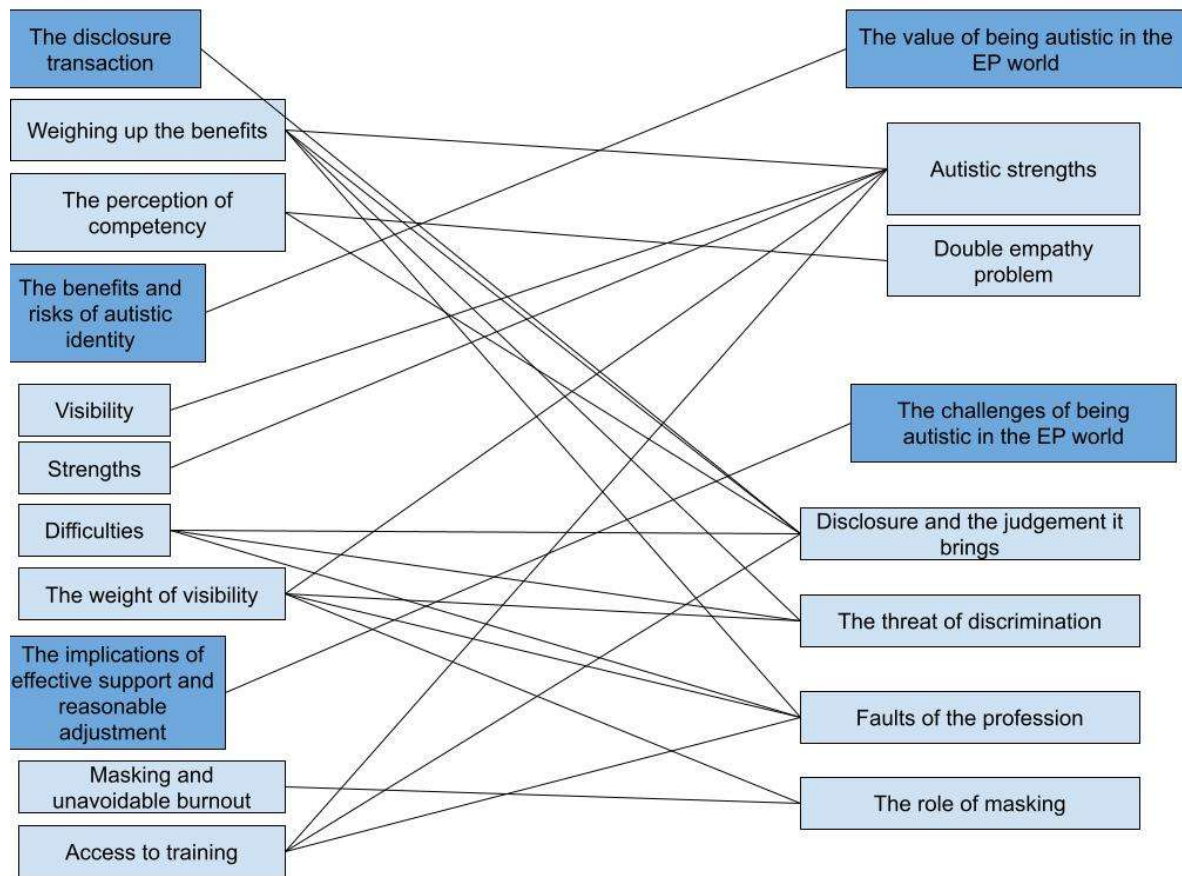 The disclosure
transaction
Weighing up the benefits
The perception of
competency
The benefits and
risks of autistic
identity
Visibility
Strengths
Difficulties
The weight of visibility
The implications of
effective support and
reasonable
adjustment
Masking and
unavoidable burnout
Access to training
The value of being autistic in the
EP world
Autistic strengths
Double empathy
problem
The challenges of being
autistic in the EP world
Disclosure and the judgement it
brings
The threat of discrimination
Faults of the profession
The role of masking